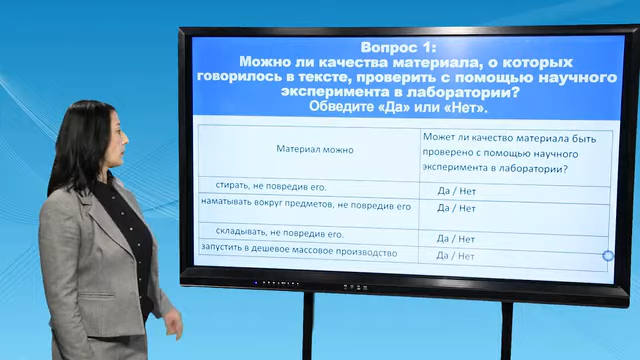 Вопрос 1:
Можно ли качества материала, о которых
говорилось в тексте, проверить с помощью научного
эксперимента в лаборатории?
Обведите «Да» или «Нет».
Материал можно
Может ли качество материала быть
проверено с помощью научного
эксперимента в лаборатории?
стирать, не повредив его.
Да / Нет
наматывать вокруг предметов, не повредив его
Да / Нет
складывать, не повредив его.
Да / Нет
запустить в дешевое массовое производство
Да / Нет